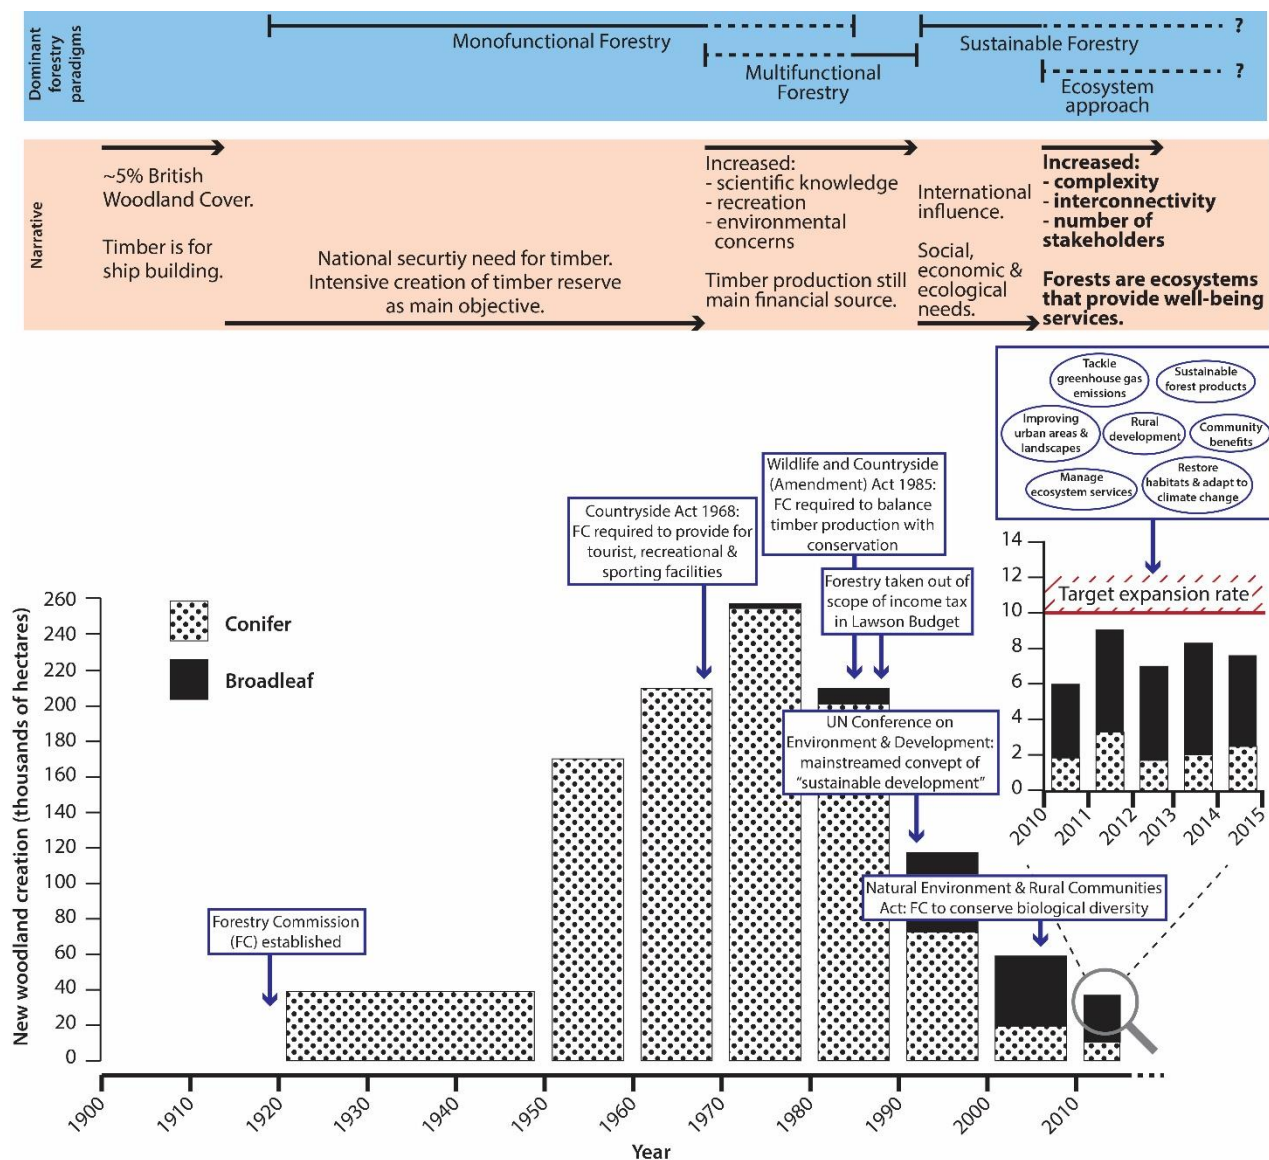 Dominant
forestry
paradigms
Monofunctional Forestry
Multifunctional
Forestry
Sustainable Forestry
?
Ecosystem
approach
?
Narrative
~5% British
Woodland Cover.
Timber is for
ship building.
National securtiy need for timber.
Intensive creation of timber reserve
as main objective.
Increased:
- scientific knowledge
- recreation
- environmental
concerns
Timber production still
main financial source.
International
influence.
Social,
economic &
ecological
needs.
Increased:
- complexity
- interconnectivity
- number of
stakeholders
Forests are ecosystems
that provide well-being
services.
Tackle
greenhouse gas
emissions
Sustainable
forest products
Improving
urban areas &
landscapes
Rural
development
Community
benefits
Manage
ecosystem services
Restore
habitats & adapt to
climate change
Countryside Act 1968:
FC required to provide for
tourist, recreational &
sporting facilities
Wildlife and Countryside
(Amendment) Act 1985:
FC required to balance
timber production with
conservation
Forestry taken out of
scope of income tax
in Lawson Budget
UN Conference on
Environment & Development:
mainstreamed convept of
"sustainable development"
Natural Environment & Rural Communities
Act: FC to conserve biological diversity
Forestry Commission
(FC) established
Conifer
Broadleaf
New woodland creation (thousands of hectares)
260
240
220
200
180
160
140
120
100
80
60
40
20
0
1900
1910
1920
1930
1940
1950
1960
1970
1980
1990
2000
2010
Year
14
12
10
8
6
4
2
0
Target expansion rate
2010
2011
2012
2013
2014
2015